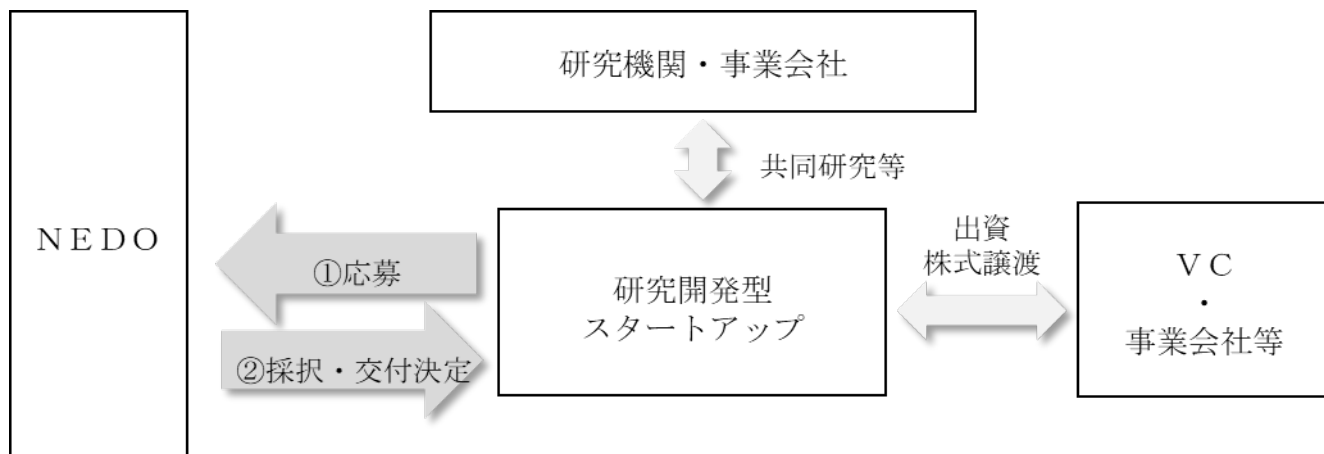 研究機関・事業会社
共同研究等
ＮＥＤＯ
①応募
②採択・交付決定
研究開発型
スタートアップ
出資
株式譲渡
ＶＣ
・
事業会社等